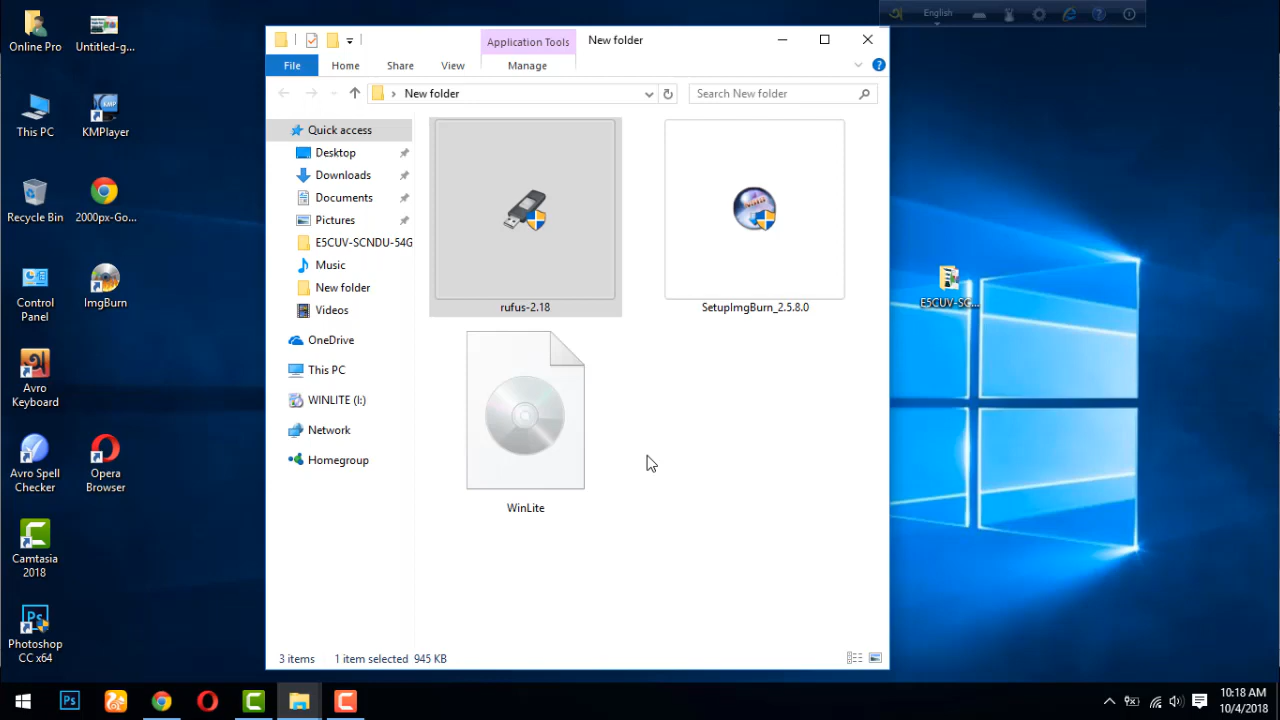 Online Pro
Untitled-g...
This PC
KMPlayer
Recycle Bin
2000px-Go...
Control
Panel
ImgBurn
Avro
Keyboard
Avro Spell
Checker
Opera
Browser
Camtasia
2018
Photoshop
CC x64
English
Application Tools
New folder
File
Home
Share
View
Manage
New folder
Search New folder
Quick access
Desktop
Downloads
Documents
Pictures
E5CUV-SCNDU-54G
Music
New folder
Videos
OneDrive
This PC
WINLITE (I:)
Network
Homegroup
rufus-2.18
SetupImgBurn_2.5.8.0
WinLite
3 items
1 item selected 945 KB
E5CUV-SC...
10:18 AM
10/4/2018